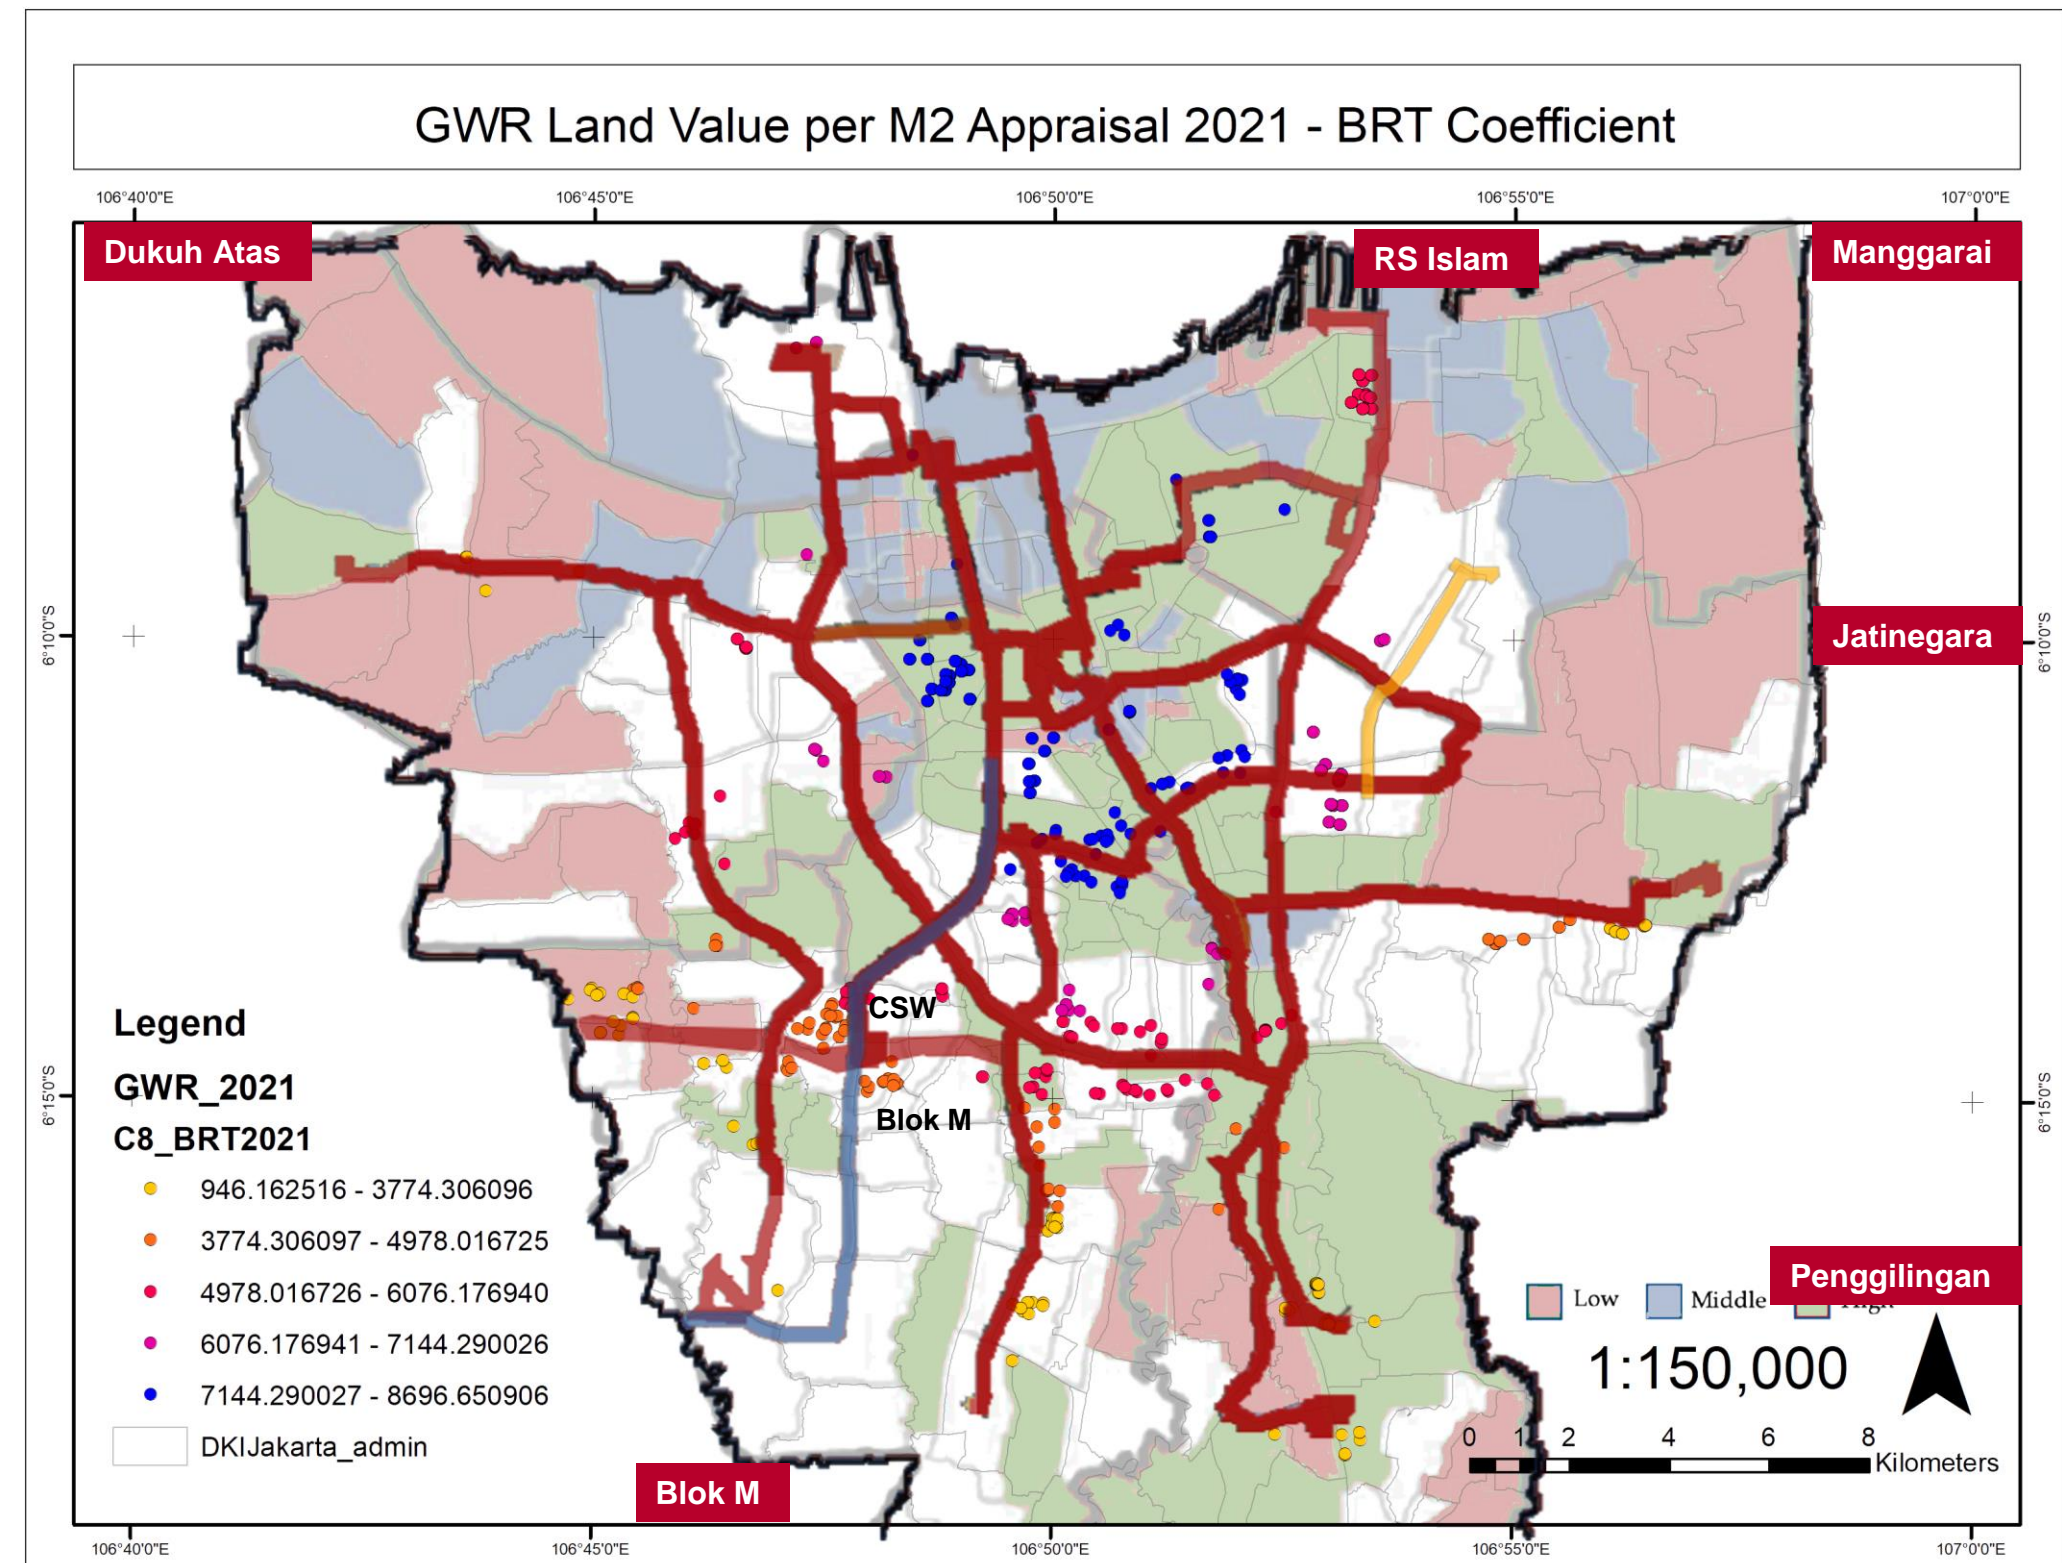 GWR Land Value per M2 Appraisal 2021 - BRT Coefficient
106°40'0"E
106°45'0"E
106°50'0"E
106°55'0"E
107°0'0"E
Dukuh Atas
RS Islam
Manggarai
6°10'0"S
Jatinegara
6°10'0"S
CSW
Blok M
6°15'0"S
6°15'0"S
Legend
GWR_2021
C8_BRT2021
946.162516 - 3774.306096
3774.306097 - 4978.016725
4978.016726 - 6076.176940
6076.176941 - 7144.290026
7144.290027 - 8696.650906
DKIJakarta_admin
Penggilingan
Low
Middle
1:150,000
0 1 2 4 6 8
Kilometers
Blok M
106°40'0"E
106°45'0"E
106°50'0"E
106°55'0"E
107°0'0"E